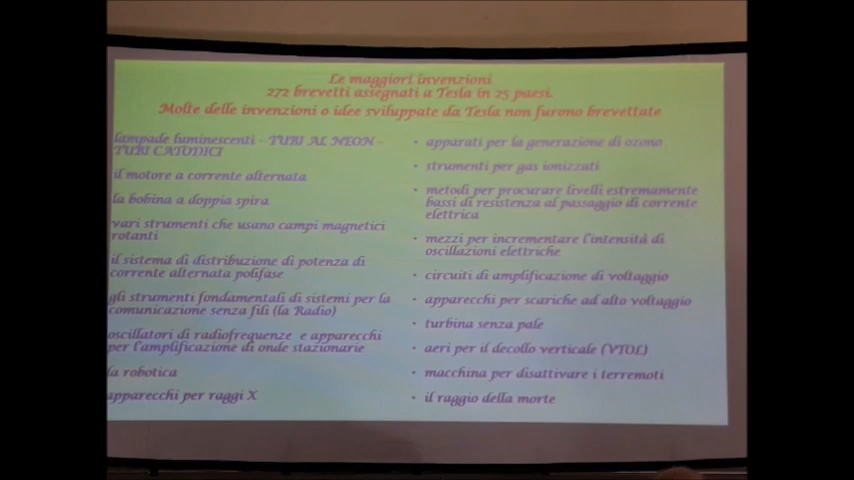 Le maggiori invenzioni
272 brevetti assegnati a Tesla in 25 paesi.
Molte delle invenzioni o idee sviluppate da Tesla non furono brevettate
lampade luminescenti – TUBI AL NEON –
TUBI CATODICI
il motore a corrente alternata
la bobina a doppia spira
vari strumenti che usano campi magnetici
rotanti
il sistema di distribuzione di potenza di
corrente alternata polifase
gli strumenti fondamentali di sistemi per la
comunicazione senza fili (la Radio)
oscillatori di radiofrequenze e apparecchi
per l'amplificazione di onde stazionarie
la robotica
apparecchi per raggi X
• apparati per la generazione di ozono
• strumenti per gas ionizzati
• metodi per procurare livelli estremamente
bassi di resistenza al passaggio di corrente
elettrica
• mezzi per incrementare l'intensità di
oscillazioni elettriche
• circuiti di amplificazione di voltaggio
• apparecchi per scariche ad alto voltaggio
• turbina senza pale
• aeri per il decollo verticale (VTOL)
• macchina per disattivare i terremoti
• il raggio della morte